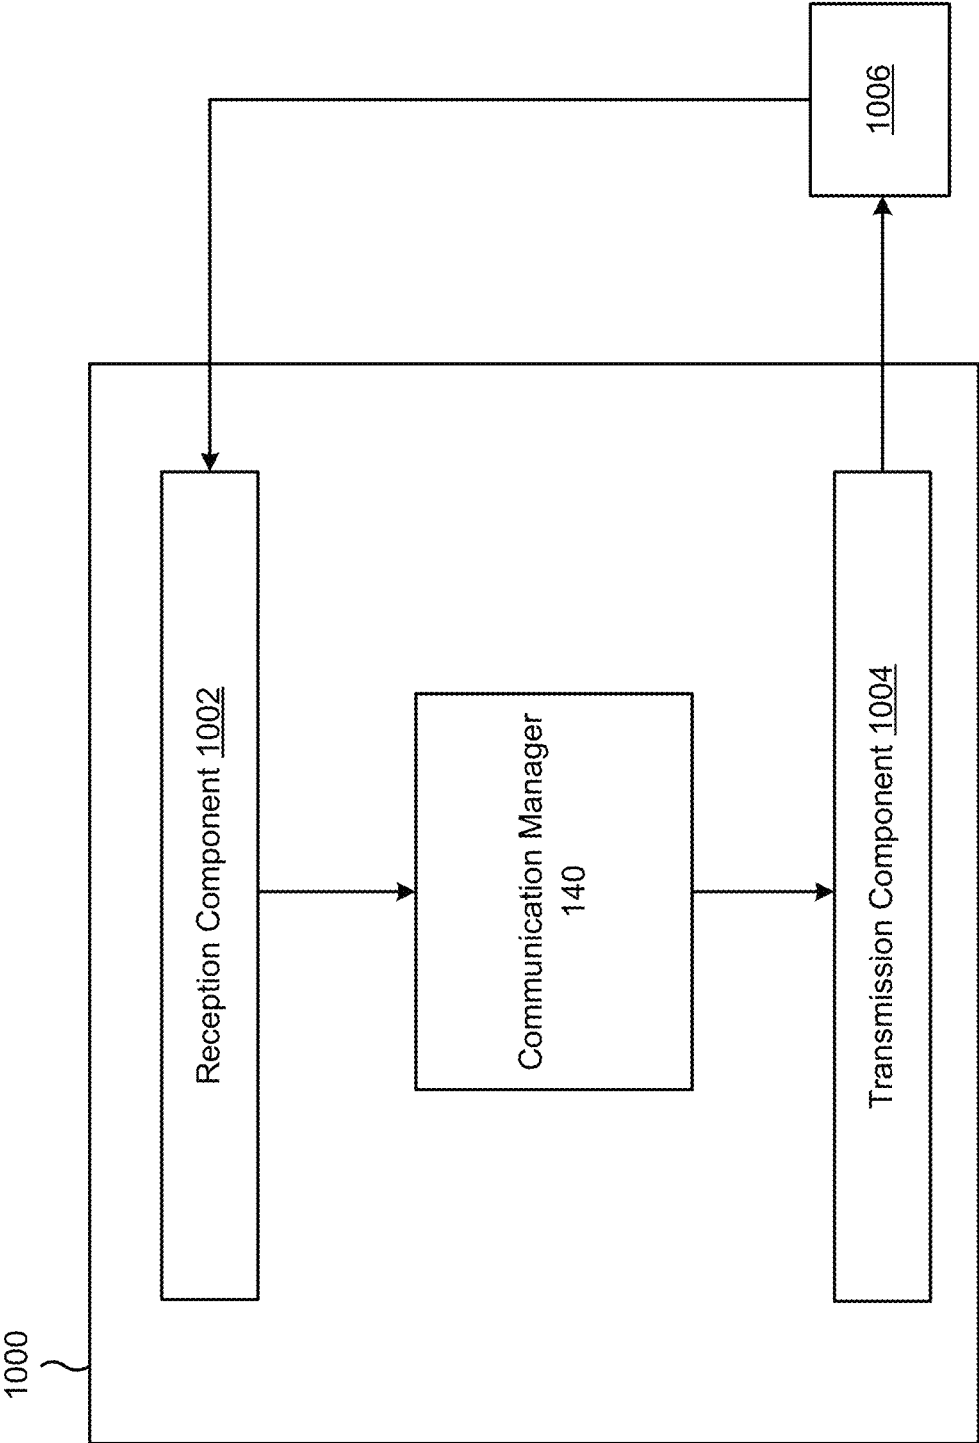 1000
Reception Component 1002
Communication Manager
140
Transmission Component 1004
1006